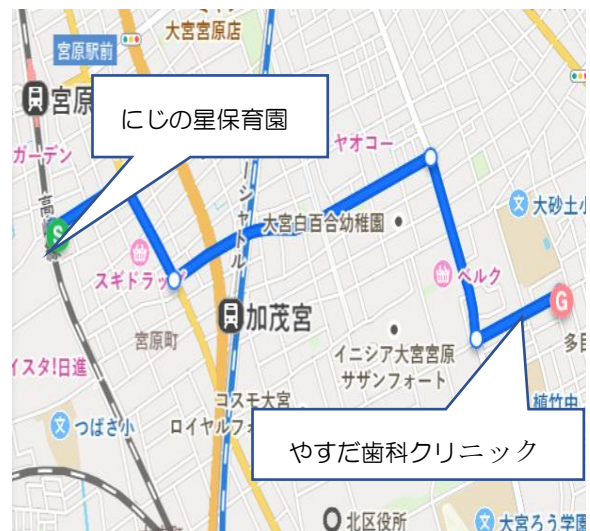 大宮宮原店
宮原駅前
宮原
にじの星保育園
ガーデン
ヤオコー
高
S
シャトル
大砂土小
大宮白百合幼稚園
ベルク
スギドラッグ
G
加茂宮
宮原町
イニシア大宮宮原
サザンフォート
多目
イスタ!日進
コスモ大宮
ロイヤルフォ
植竹中
つばさ小
やすだ歯科クリニック
北区役所
大宮ろう学園